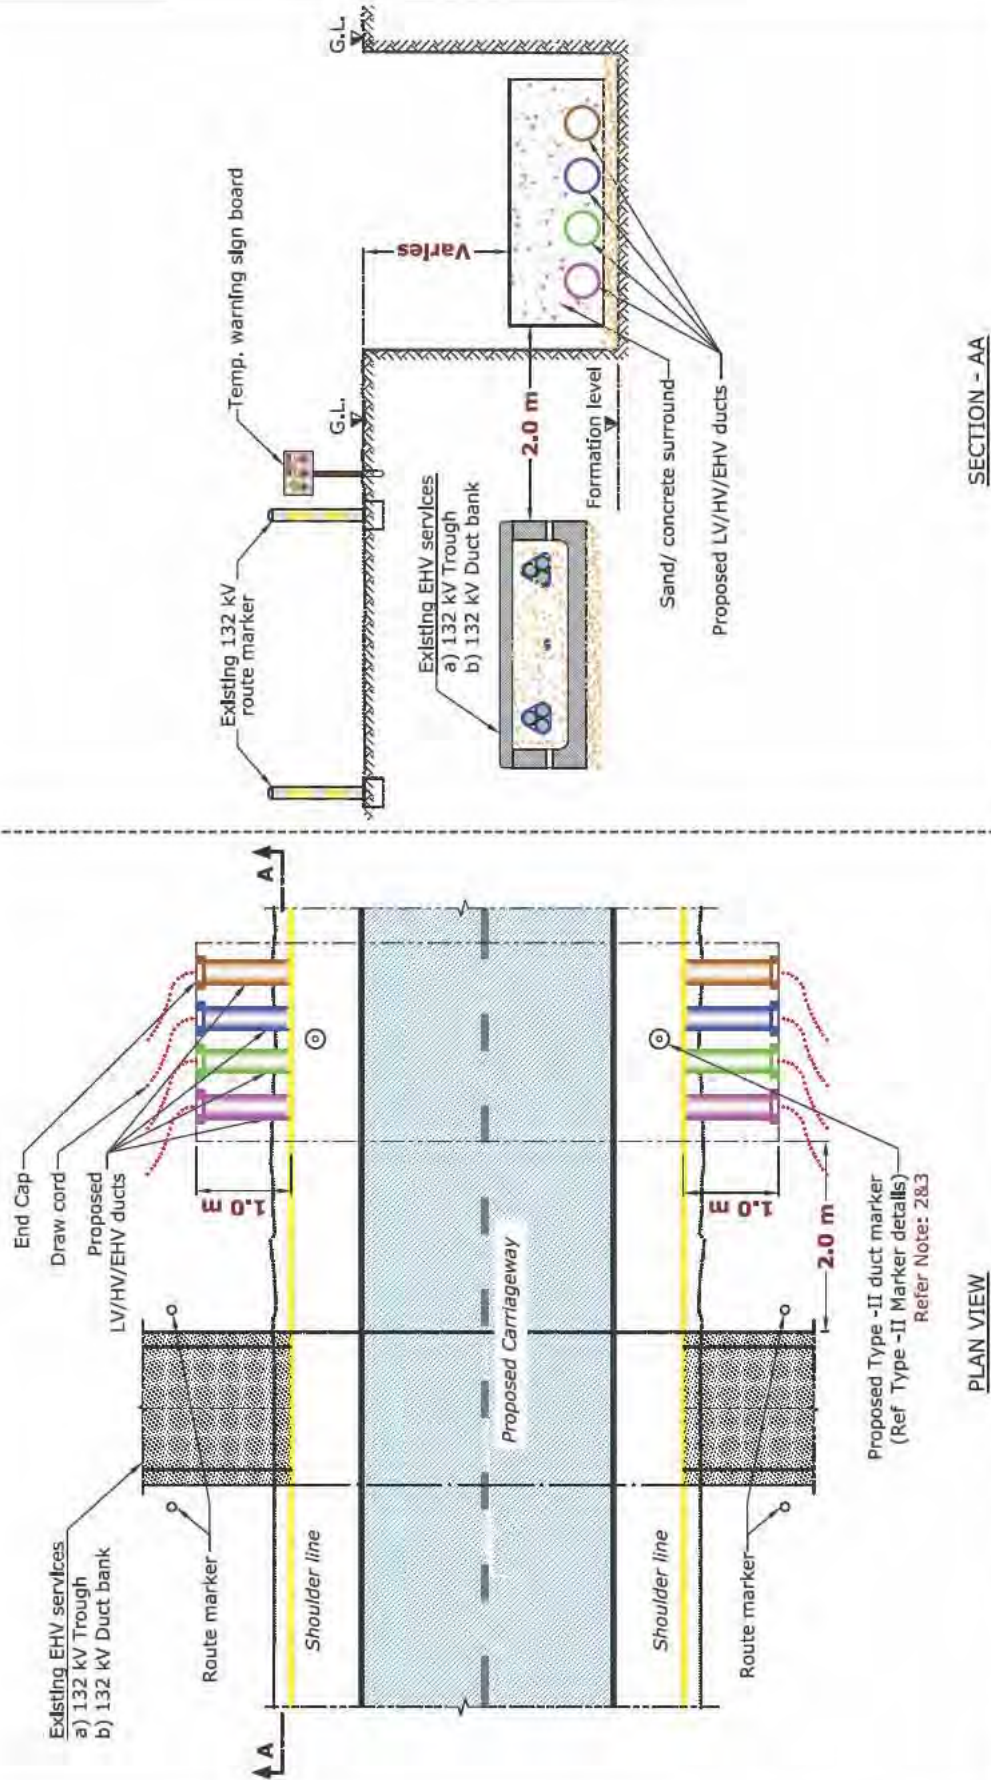 Existing EHV services
a) 132 kV Trough
b) 132 kV Duct bank
Route marker
End Cap
Draw cord
Proposed
LV/HV/EHV ducts
A
A
1.0 m
Shoulder line
Proposed Carriageway
Shoulder line
1.0 m
2.0 m
Route marker
Proposed Type -II duct marker
(Ref Type -II Marker details)
Refer Note: 2&3
PLAN VIEW
Existing 132 kV
route marker
Temp. warning sign board
G.L.
G.L.
Varies
Existing EHV services
a) 132 kV Trough
b) 132 kV Duct bank
2.0 m
Formation level
Sand/ concrete surround
Proposed LV/HV/EHV ducts
SECTION - AA